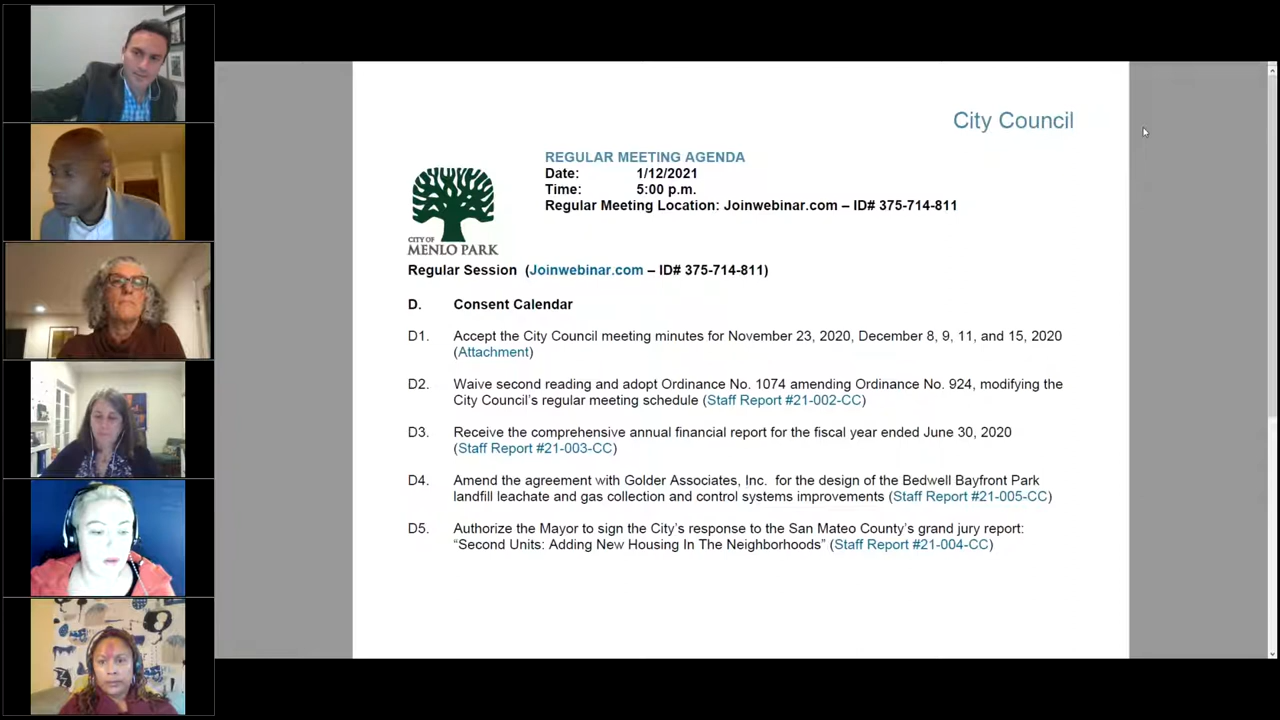 City Council
REGULAR MEETING AGENDA
Date: 1/12/2021
Time: 5:00 p.m.
Regular Meeting Location: Joinwebinar.com – ID# 375-714-811
CITY OF
MENLO PARK
Regular Session (Joinwebinar.com – ID# 375-714-811)
D. Consent Calendar
D1. Accept the City Council meeting minutes for November 23, 2020, December 8, 9, 11, and 15, 2020
(Attachment)
D2. Waive second reading and adopt Ordinance No. 1074 amending Ordinance No. 924, modifying the
City Council’s regular meeting schedule (Staff Report #21-002-CC)
D3. Receive the comprehensive annual financial report for the fiscal year ended June 30, 2020
(Staff Report #21-003-CC)
D4. Amend the agreement with Golder Associates, Inc. for the design of the Bedwell Bayfront Park
landfill leachate and gas collection and control systems improvements (Staff Report #21-005-CC)
D5. Authorize the Mayor to sign the City’s response to the San Mateo County’s grand jury report:
“Second Units: Adding New Housing In The Neighborhoods” (Staff Report #21-004-CC)